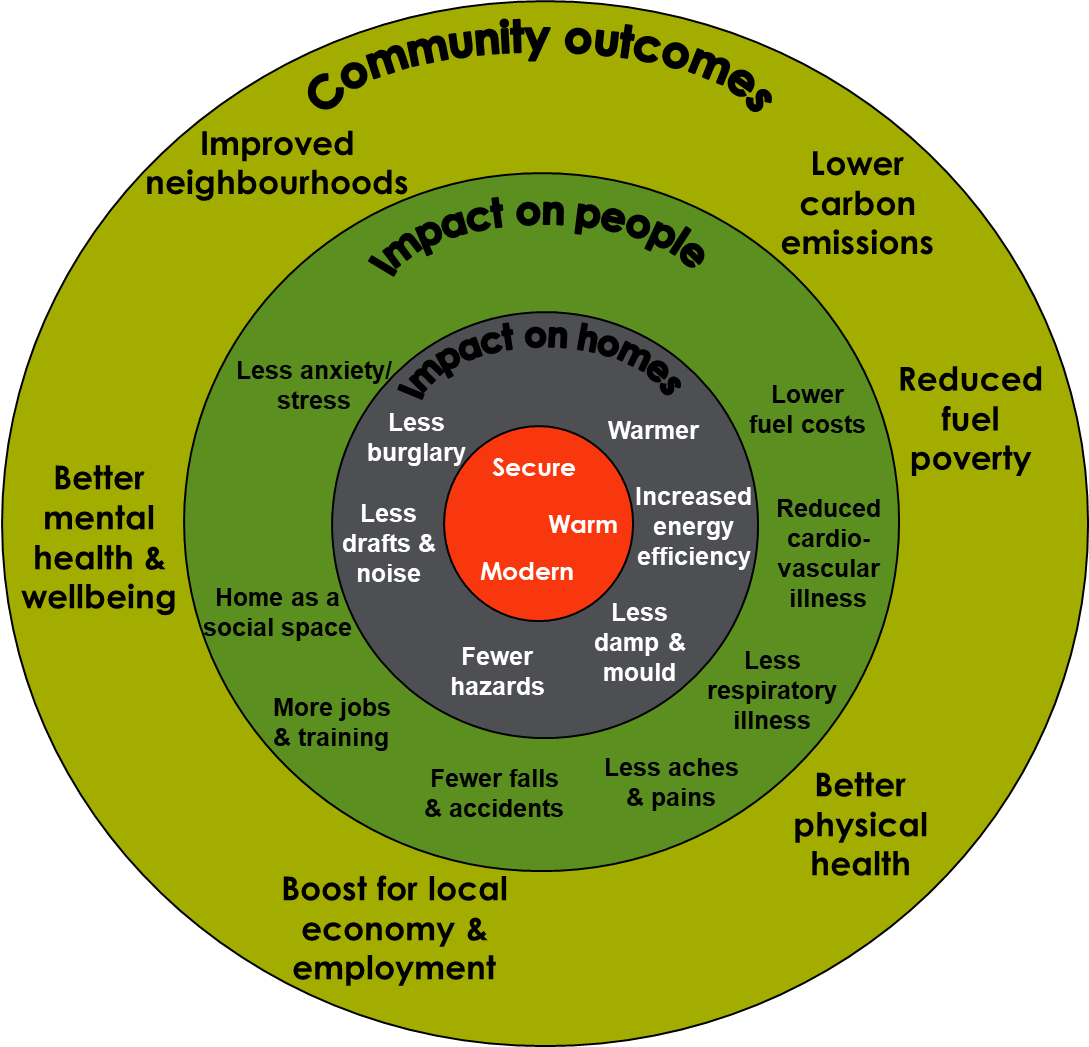 Community outcomes
Improved
neighbourhoods
Lower
carbon
emissions
Reduced
fuel
poverty
Better
physical
health
Boost for local
economy &
employment
Better
mental
health &
wellbeing
Impact on people
Less anxiety/
stress
Lower
fuel costs
Reduced
cardio-
vascular
illness
Less
respiratory
illness
Less aches
& pains
Fewer falls
& accidents
More jobs
& training
Home as a
social space
Impact on homes
Less
burglary
Warmer
Increased
energy
efficiency
Less
damp &
mould
Fewer
hazards
Less
drafts &
noise
Secure
Warm
Modern